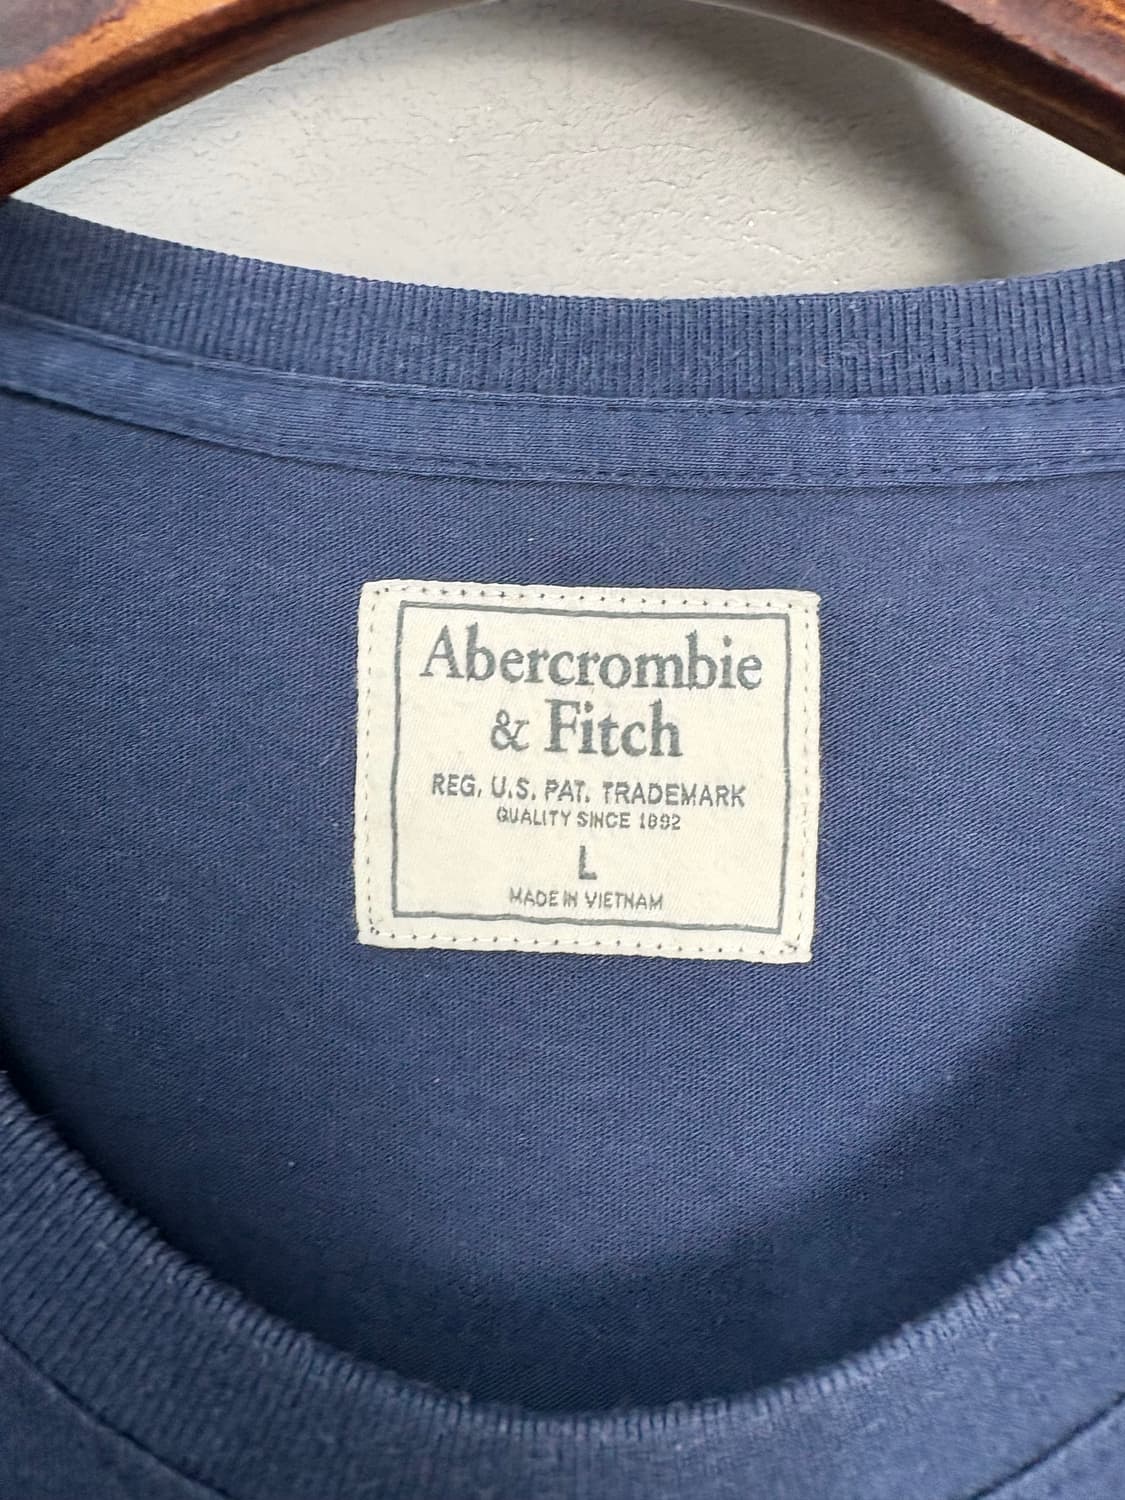 Abercrombie
& Fitch
REG. U.S. PAT. TRADEMARK
QUALITY SINCE 1892
L
MADE IN VIETNAM